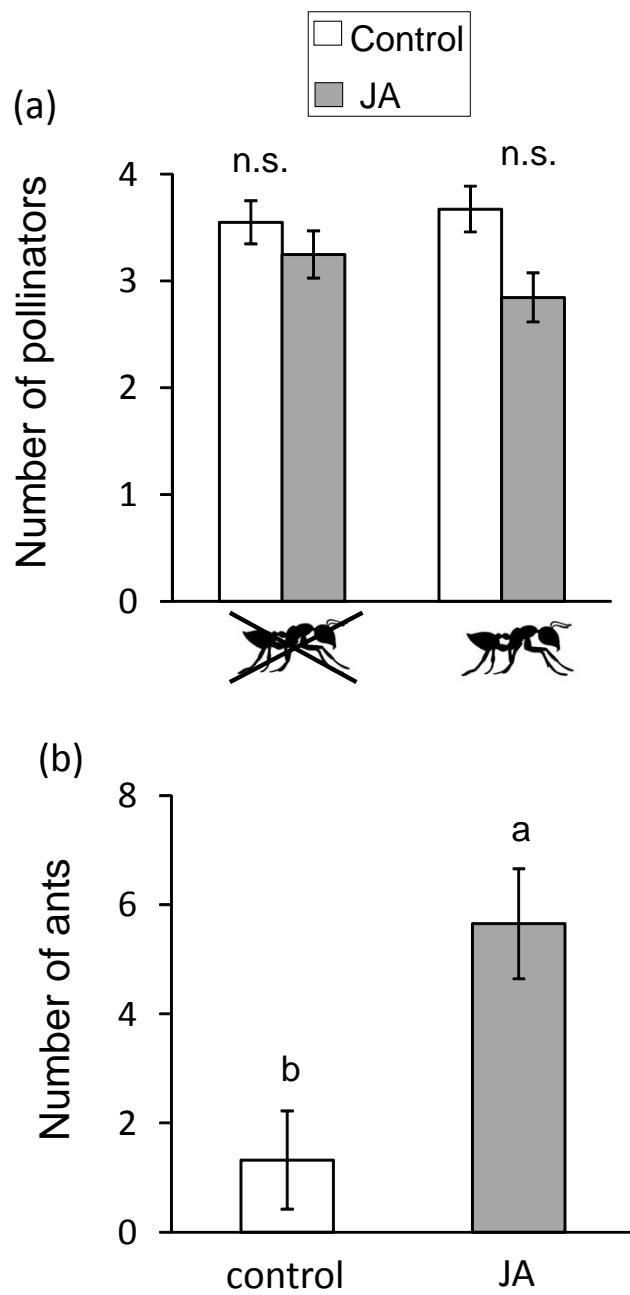 Control
JA
(a)
n.s.
n.s.
Number of pollinators
4
3
2
1
0
(b)
Number of ants
8
6
4
2
0
a
b
control
JA